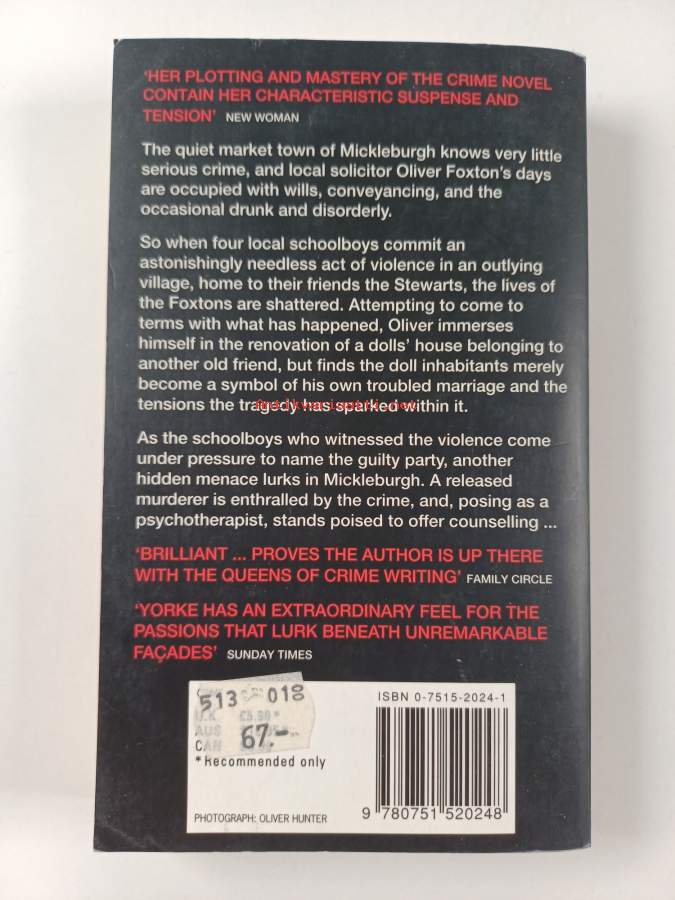 ‘HER PLOTTING AND MASTERY OF THE CRIME NOVEL
CONTAIN HER CHARACTERISTIC SUSPENSE AND
TENSION’ NEW WOMAN
The quiet market town of Mickleburgh knows very little
serious crime, and local solicitor Oliver Foxton’s days
are occupied with wills, conveyancing, and the
occasional drunk and disorderly.
So when four local schoolboys commit an
astonishingly needless act of violence in an outlying
village, home to their friends the Stewarts, the lives of
the Foxtons are shattered. Attempting to come to
terms with what has happened, Oliver immerses
himself in the renovation of a dolls’ house belonging to
another old friend, but finds the doll inhabitants merely
become a symbol of his own troubled marriage and the
tensions the tragedy has sparked within it.
As the schoolboys who witnessed the violence come
under pressure to name the guilty party, another
hidden menace lurks in Mickleburgh. A released
murderer is enthralled by the crime, and, posing as a
psychotherapist, stands poised to offer counselling ...
‘BRILLIANT ... PROVES THE AUTHOR IS UP THERE
WITH THE QUEENS OF CRIME WRITING’ FAMILY CIRCLE
‘YORKE HAS AN EXTRAORDINARY FEEL FOR THE
PASSIONS THAT LURK BENEATH UNREMARKABLE
FAÇADES’ SUNDAY TIMES
513 018
U.K.
AUS
CAN 67.-
*Recommended only
PHOTOGRAPH: OLIVER HUNTER
ISBN 0-7515-2024-1
9 780751 520248